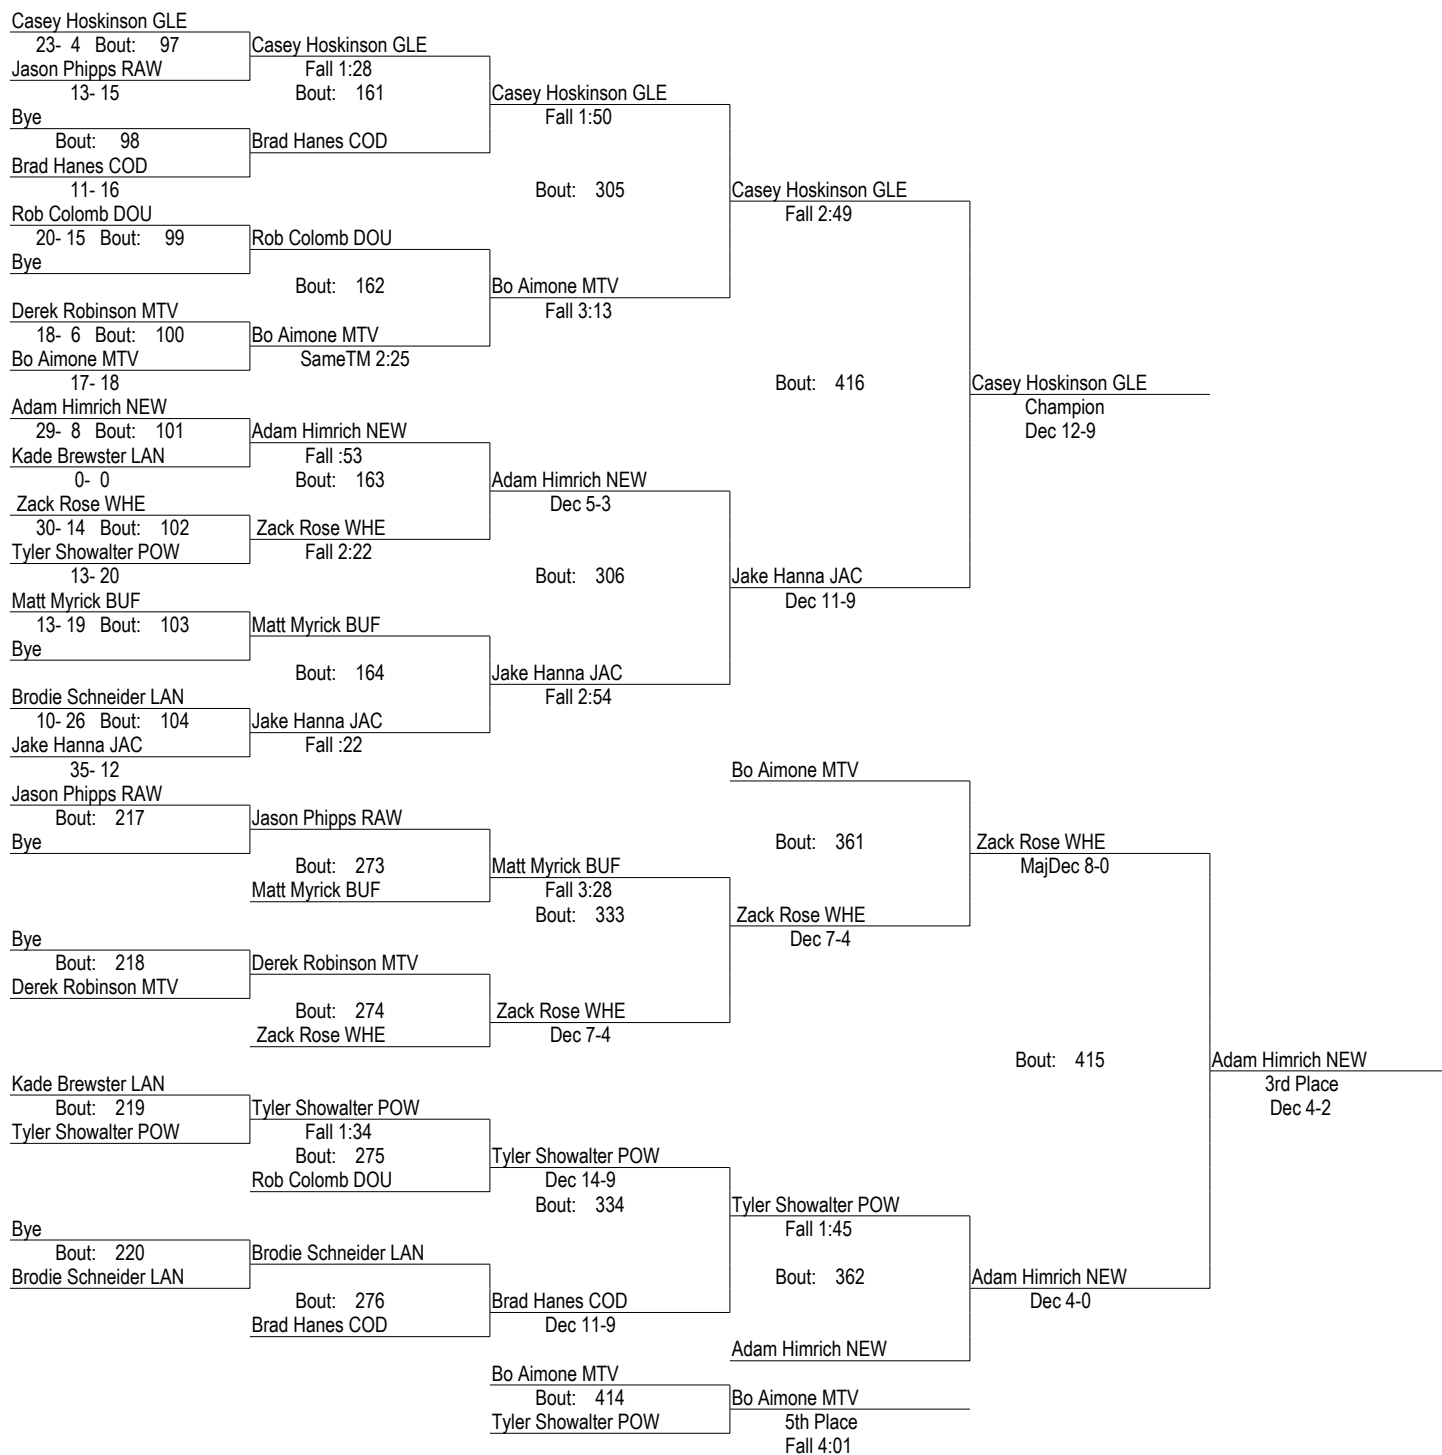 Casey Hoskinson GLE
23- 4 Bout: 97 Casey Hoskinson GLE
Jason Phipps RAW Fall 1:28
13- 15 Bout: 161 Casey Hoskinson GLE
Bye Fall 1:50
Bout: 98 Brad Hanes COD
Brad Hanes COD
11- 16 Bout: 305 Casey Hoskinson GLE
Rob Colomb DOU Fall 2:49
20- 15 Bout: 99 Rob Colomb DOU
Bye
Bout: 162 Bo Aimone MTV
Derek Robinson MTV Fall 3:13
18- 6 Bout: 100 Bo Aimone MTV
Bo Aimone MTV SameTM 2:25
17- 18 Bout: 416 Casey Hoskinson GLE
Adam Himrich NEW Champion
29- 8 Bout: 101 Adam Himrich NEW Dec 12-9
Kade Brewster LAN Fall :53
0- 0 Bout: 163 Adam Himrich NEW
Zack Rose WHE Dec 5-3
30- 14 Bout: 102 Zack Rose WHE
Tyler Showalter POW Fall 2:22
13- 20 Bout: 306 Jake Hanna JAC
Matt Myrick BUF Dec 11-9
13- 19 Bout: 103 Matt Myrick BUF
Bye
Bout: 164 Jake Hanna JAC
Brodie Schneider LAN Fall 2:54
10- 26 Bout: 104 Jake Hanna JAC
Jake Hanna JAC Fall :22
35- 12 Bo Aimone MTV
Jason Phipps RAW
Bout: 217 Jason Phipps RAW
Bye Bout: 361 Zack Rose WHE
Bout: 273 Matt Myrick BUF MajDec 8-0
Matt Myrick BUF Fall 3:28
Bout: 333 Zack Rose WHE
Bye Dec 7-4
Bout: 218 Derek Robinson MTV
Derek Robinson MTV
Bout: 274 Zack Rose WHE
Zack Rose WHE Dec 7-4
Bout: 415 Adam Himrich NEW
Kade Brewster LAN 3rd Place
Bout: 219 Tyler Showalter POW Dec 4-2
Tyler Showalter POW Fall 1:34
Bout: 275 Tyler Showalter POW
Rob Colomb DOU Dec 14-9
Bout: 334 Tyler Showalter POW
Bye Fall 1:45
Bout: 220 Brodie Schneider LAN
Brodie Schneider LAN Bout: 362 Adam Himrich NEW
Bout: 276 Brad Hanes COD Dec 4-0
Brad Hanes COD Dec 11-9
Adam Himrich NEW
Bo Aimone MTV
Bout: 414 Bo Aimone MTV
Tyler Showalter POW 5th Place
Fall 4:01